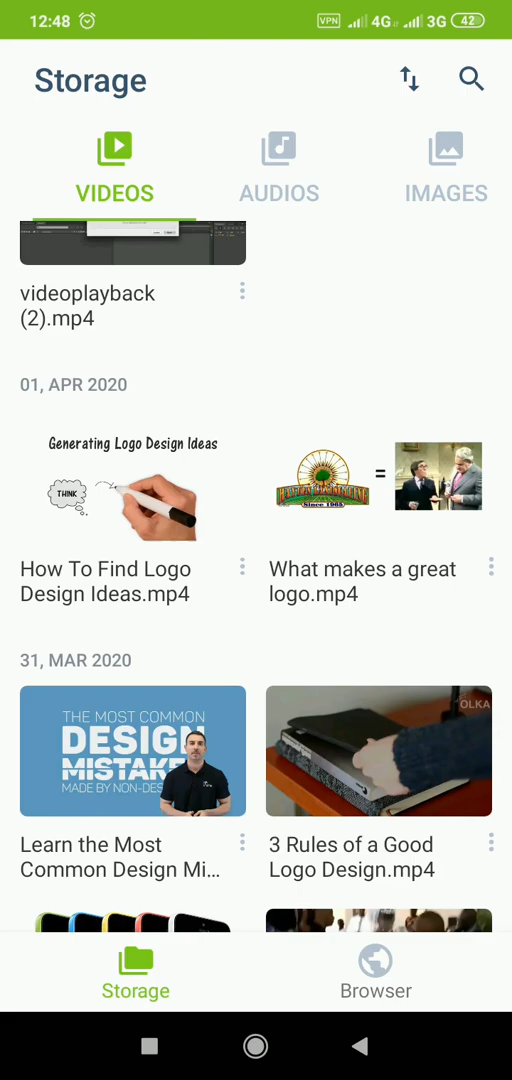 12:48 VPN 4G 3G 42
Storage
VIDEOS AUDIOS IMAGES
videoplayback
(2).mp4
01, APR 2020
Generating Logo Design Ideas
THINK
=
Since 1965
How To Find Logo
Design Ideas.mp4
What makes a great
logo.mp4
31, MAR 2020
THE MOST COMMON
DESIGN
MISTAKE
MADE BY NON-DES
OLKA
Learn the Most
Common Design Mi...
3 Rules of a Good
Logo Design.mp4
Storage Browser